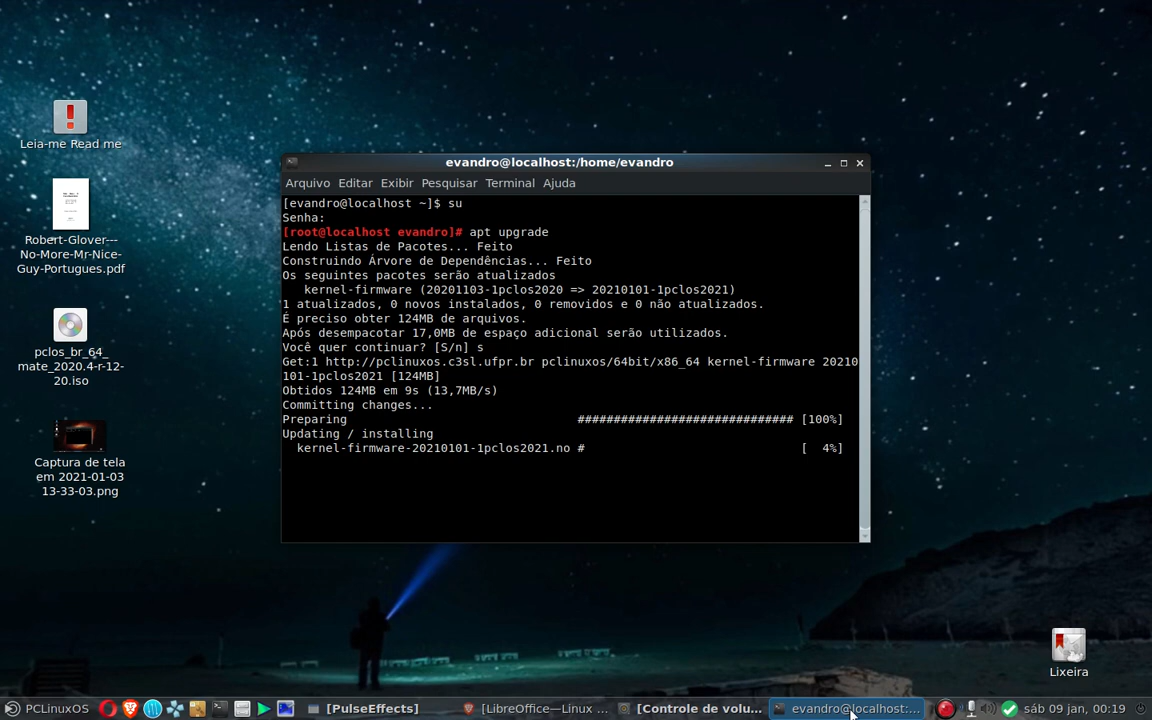 Leia-me Read me
Robert-Glover---
No-More-Mr-Nice-
Guy-Portugues.pdf
pclos_br_64_
mate_2020.4-r-12-
20.iso
Captura de tela
em 2021-01-03
13-33-03.png
evandro@localhost:/home/evandro
Arquivo Editar Exibir Pesquisar Terminal Ajuda
[evandro@localhost ~]$ su
Senha:
[root@localhost evandro]# apt upgrade
Lendo Listas de Pacotes... Feito
Construindo Árvore de Dependências... Feito
Os seguintes pacotes serão atualizados
kernel-firmware (20201103-1pclos2020 => 20210101-1pclos2021)
1 atualizados, 0 novos instalados, 0 removidos e 0 não atualizados.
É preciso obter 124MB de arquivos.
Após desempacotar 17,0MB de espaço adicional serão utilizados.
Você quer continuar? [S/n] s
Get:1 http://pclinuxos.c3sl.ufpr.br pclinuxos/64bit/x86_64 kernel-firmware 20210
101-1pclos2021 [124MB]
Obtidos 124MB em 9s (13,7MB/s)
Committing changes...
Preparing ############################## [100%]
Updating / installing
kernel-firmware-20210101-1pclos2021.no # [  4%]
Lixeira
PCLinuxOS [PulseEffects] [LibreOffice—Linux ... [Controle de volu... evandro@localhost:... sáb 09 jan, 00:19